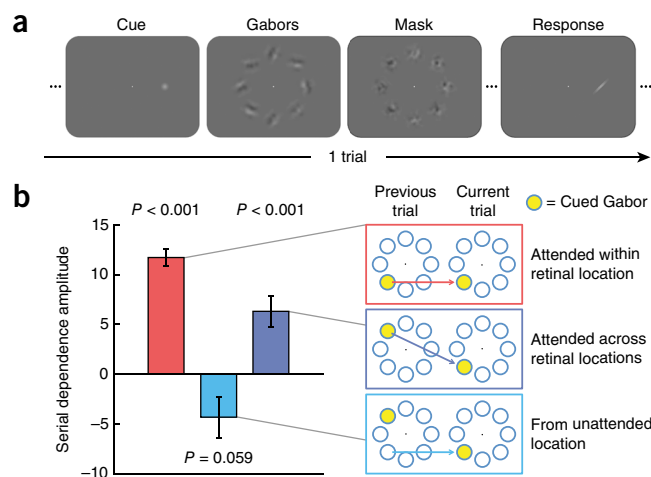 a
Cue
Gabors
Mask
Response
...
...
...
1 trial
b
P < 0.001
P < 0.001
P = 0.059
Serial dependence amplitude
15
10
5
0
−5
−10
Previous
trial
Current
trial
= Cued Gabor
Attended within
retinal location
Attended across
retinal locations
From unattended
location